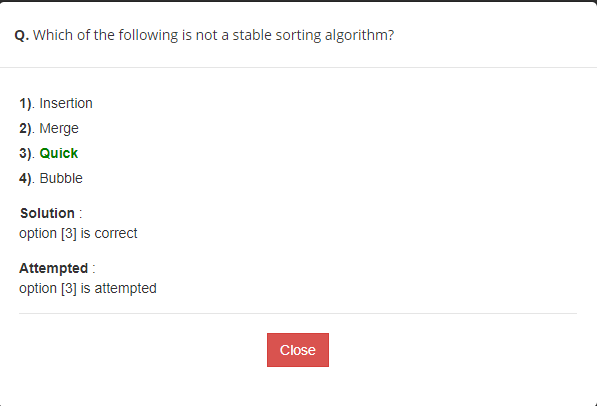 Q. Which of the following is not a stable sorting algorithm?
1). Insertion
2). Merge
3). Quick
4). Bubble
Solution :
option [3] is correct
Attempted :
option [3] is attempted
Close